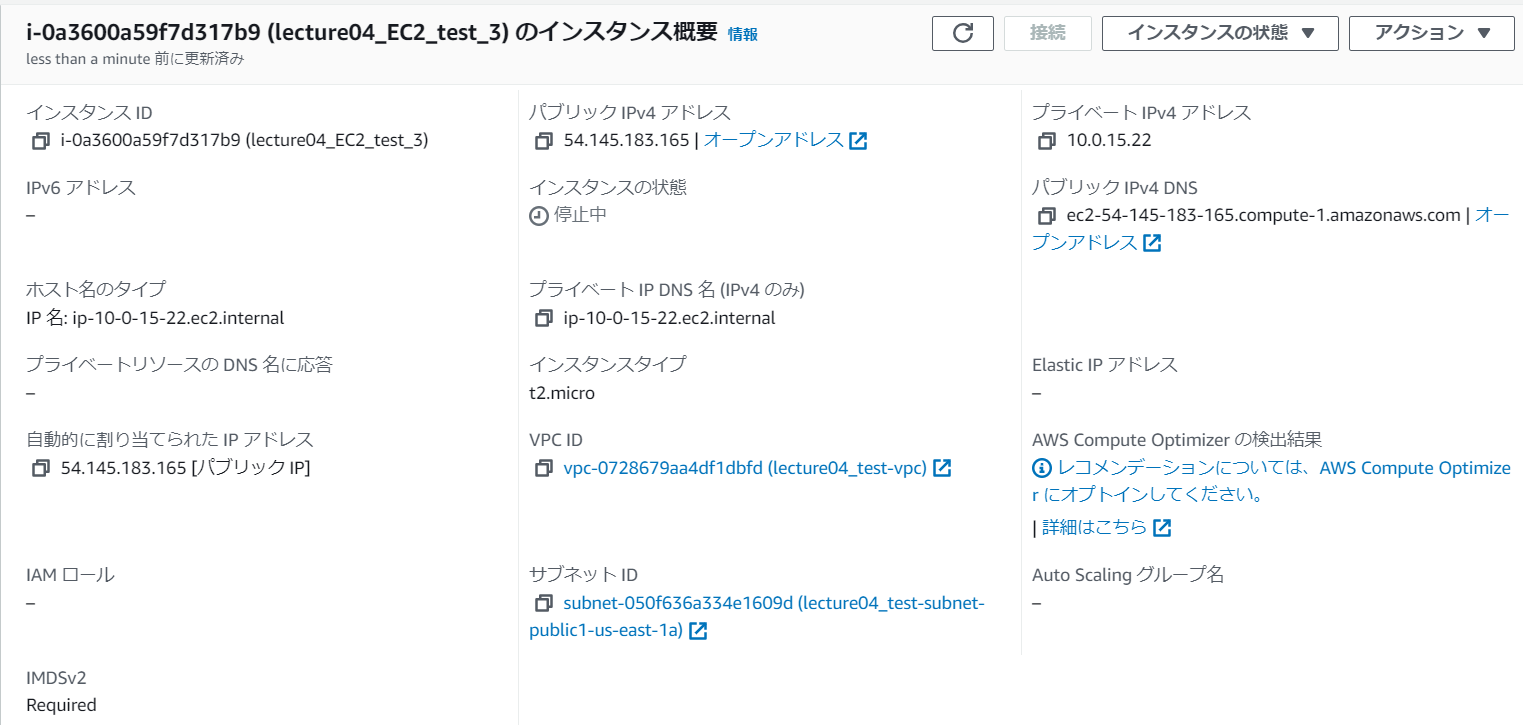 i-0a3600a59f7d317b9 (lecture04_EC2_test_3) のインスタンス概要 情報
less than a minute 前に更新済み
接続
インスタンスの状態 ▼
アクション ▼
インスタンス ID
i-0a3600a59f7d317b9 (lecture04_EC2_test_3)
パブリック IPv4 アドレス
54.145.183.165 | オープンアドレス
プライベート IPv4 アドレス
10.0.15.22
IPv6 アドレス
–
インスタンスの状態
停止中
パブリック IPv4 DNS
ec2-54-145-183-165.compute-1.amazonaws.com | オー
プンアドレス
ホスト名のタイプ
IP 名: ip-10-0-15-22.ec2.internal
プライベート IP DNS 名 (IPv4 のみ)
ip-10-0-15-22.ec2.internal
プライベートリソースの DNS 名に応答
–
インスタンスタイプ
t2.micro
Elastic IP アドレス
–
自動的に割り当てられた IP アドレス
54.145.183.165 [パブリック IP]
VPC ID
vpc-0728679aa4df1dbfd (lecture04_test-vpc)
AWS Compute Optimizer の検出結果
レコメンデーションについては、AWS Compute Optimize
r にオプトインしてください。
| 詳細はこちら
IAM ロール
–
サブネット ID
subnet-050f636a334e1609d (lecture04_test-subnet-
public1-us-east-1a)
Auto Scaling グループ名
–
IMDSv2
Required